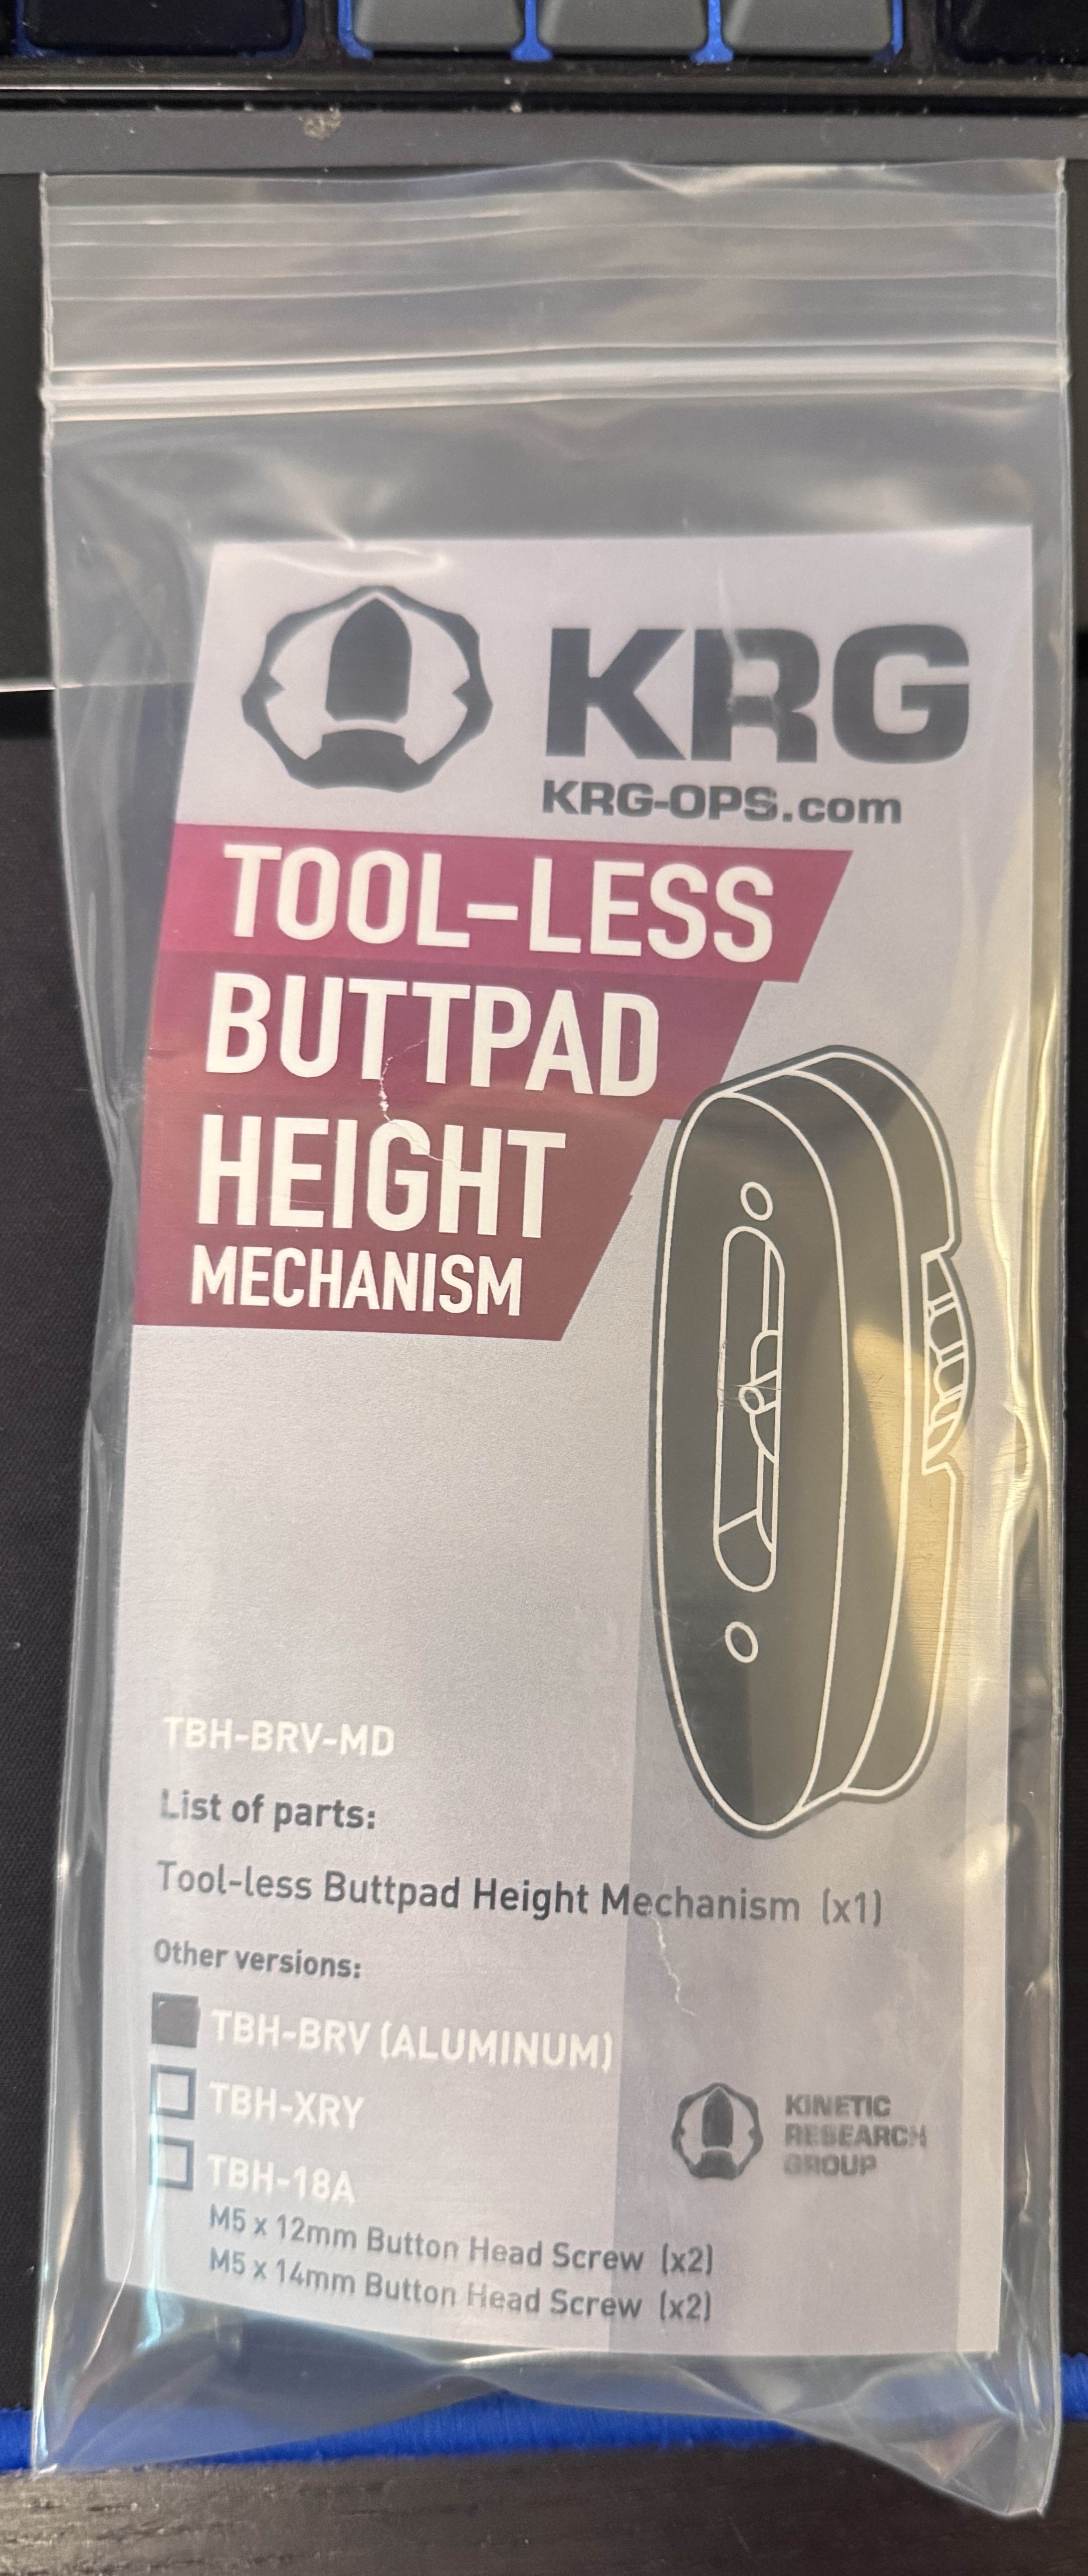 KRG
KRG-OPS.com
TOOL-LESS
BUTTPAD
HEIGHT
MECHANISM
TBH-BRV-MD
List of parts:
Tool-less Buttpad Height Mechanism (x1)
Other versions:
TBH-BRV (ALUMINUM)
TBH-XRY
TBH-18A
M5 x 12mm Button Head Screw (x2)
M5 x 14mm Button Head Screw (x2)
KINETIC
RESEARCH
GROUP